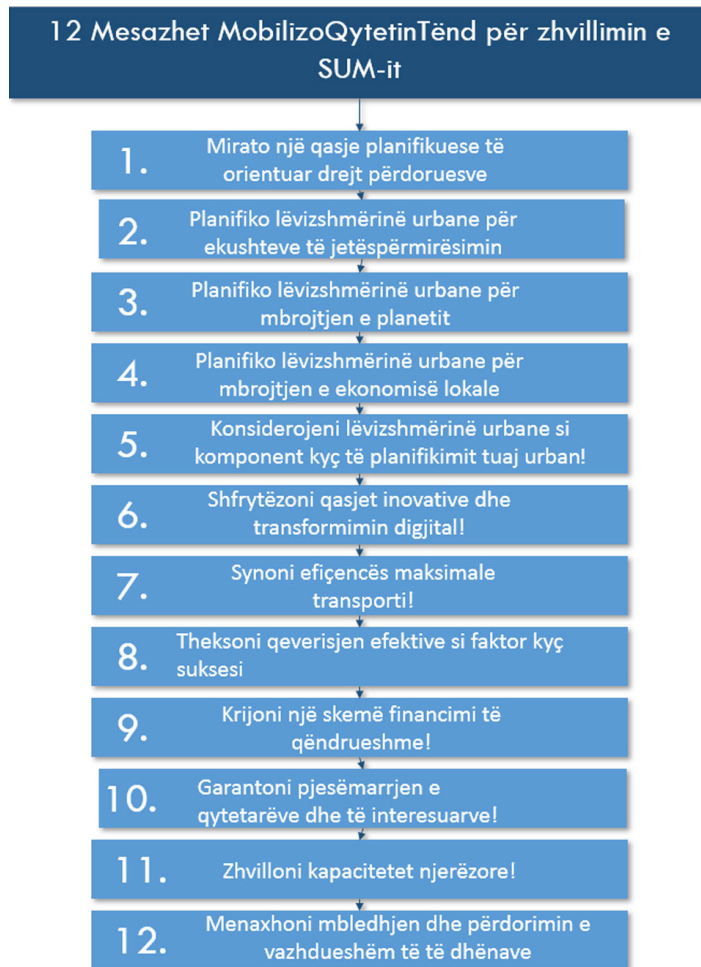 12 Mesazhet MobilizoQytetinTënd për zhvillimin e
SUM-it
1. Mirato një qasje planifikuese të
orientuar drejt përdoruesve
2. Planifiko lëvizshmërinë urbane për
ekushteve të jetëspërmirësimin
3. Planifiko lëvizshmërinë urbane për
mbrojtjen e planetit
4. Planifiko lëvizshmërinë urbane për
mbrojtjen e ekonomisë lokale
5. Konsiderojeni lëvizshmërinë urbane si
komponent kyç të planifikimit tuaj urban!
6. Shfrytëzoni qasjet inovative dhe
transformimin digjital!
7. Synoni efiçencës maksimale
transporti!
8. Theksoni qeverisjen efektive si faktor kyç
suksesi
9. Krijoni një skemë financimi të
qëndrueshme!
10. Garantoni pjesëmarrjen e
qytetarëve dhe të interesuarve!
11. Zhvilloni kapacitetet njerëzore!
12. Menaxhoni mbledhjen dhe përdorimin e
vazhdueshëm të të dhënave